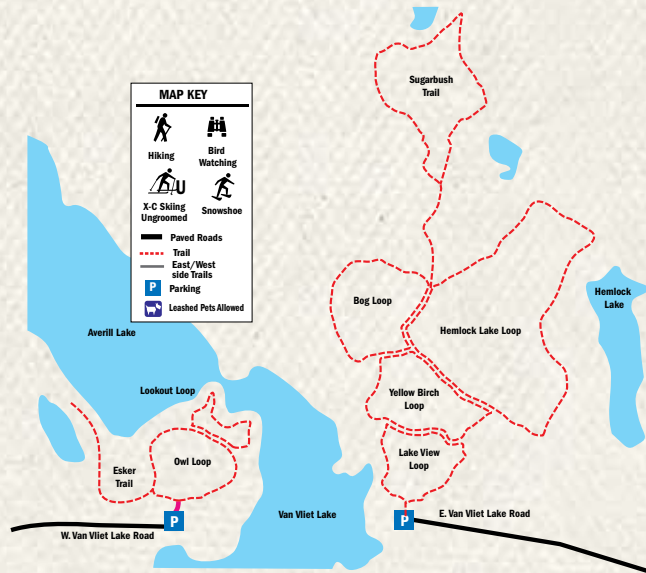 Sugarbush
Trail
MAP KEY
Hiking
Bird
Watching
U
X-C Skiing
Ungroomed
Snowshoe
Paved Roads
Trail
East/West
side Trails
P
Parking
Leashed Pets Allowed
Averill Lake
Bog Loop
Hemlock Lake Loop
Hemlock
Lake
Lookout Loop
Yellow Birch
Loop
Owl Loop
Esker
Trail
Lake View
Loop
Van Vliet Lake
P
W. Van Vliet Lake Road
P
E. Van Vliet Lake Road